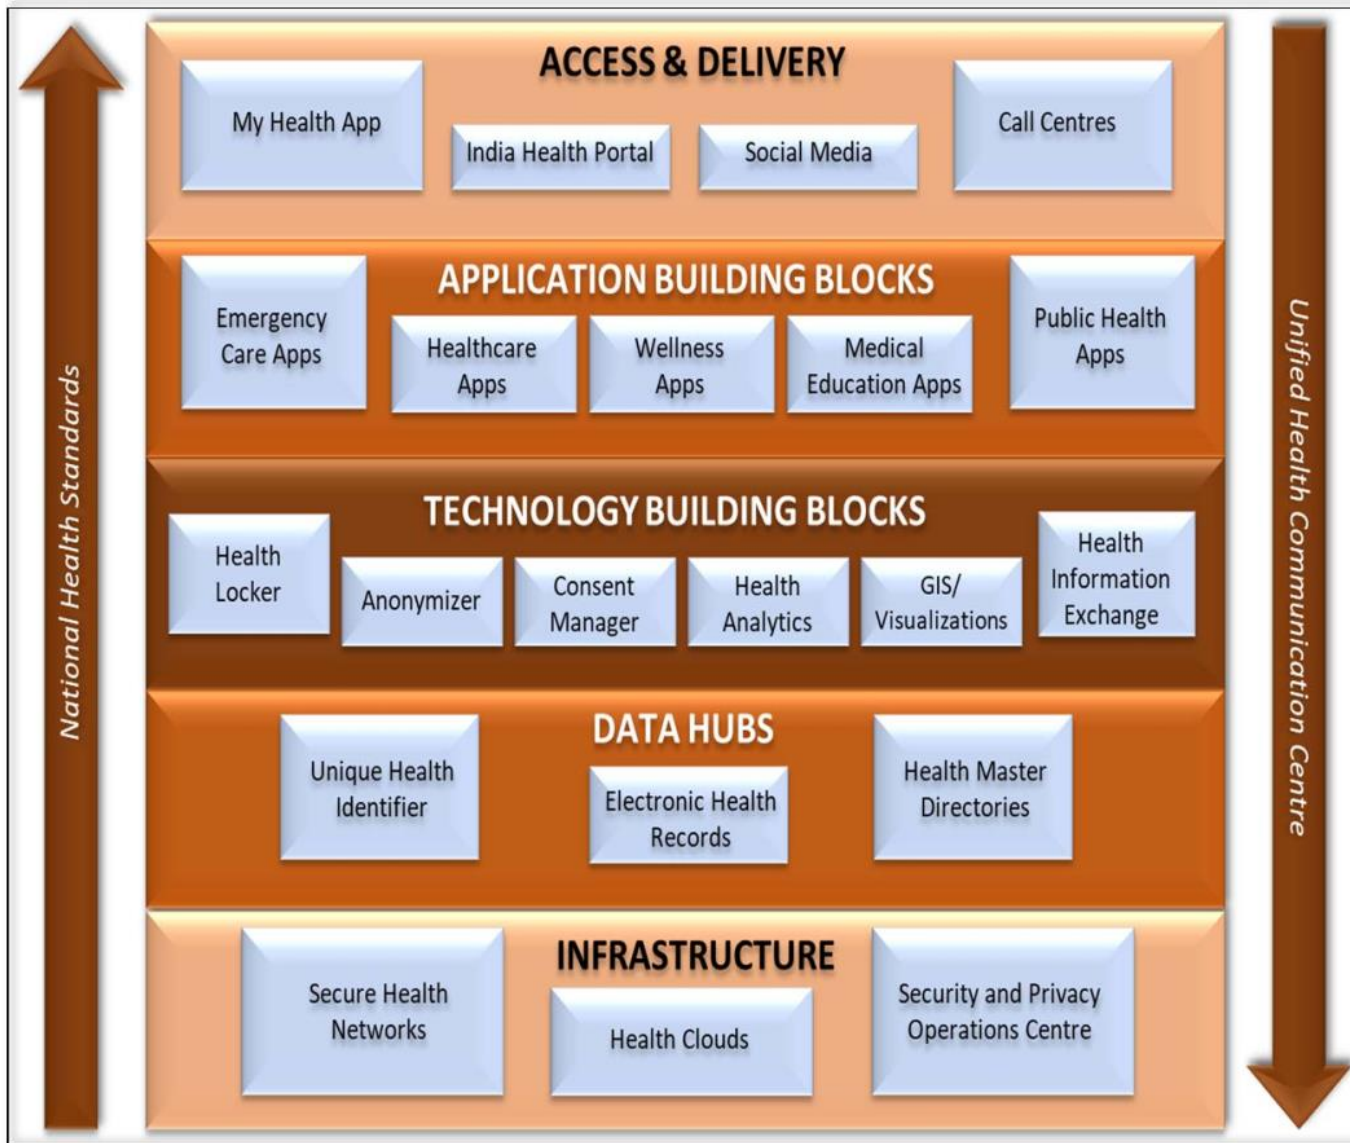 National Health Standards
ACCESS & DELIVERY
My Health App
India Health Portal
Social Media
Call Centres
APPLICATION BUILDING BLOCKS
Emergency
Care Apps
Healthcare
Apps
Wellness
Apps
Medical
Education Apps
Public Health
Apps
TECHNOLOGY BUILDING BLOCKS
Health
Locker
Anonymizer
Consent
Manager
Health
Analytics
GIS/
Visualizations
Health
Information
Exchange
DATA HUBS
Unique Health
Identifier
Electronic Health
Records
Health Master
Directories
INFRASTRUCTURE
Secure Health
Networks
Health Clouds
Security and Privacy
Operations Centre
Unified Health Communication Centre